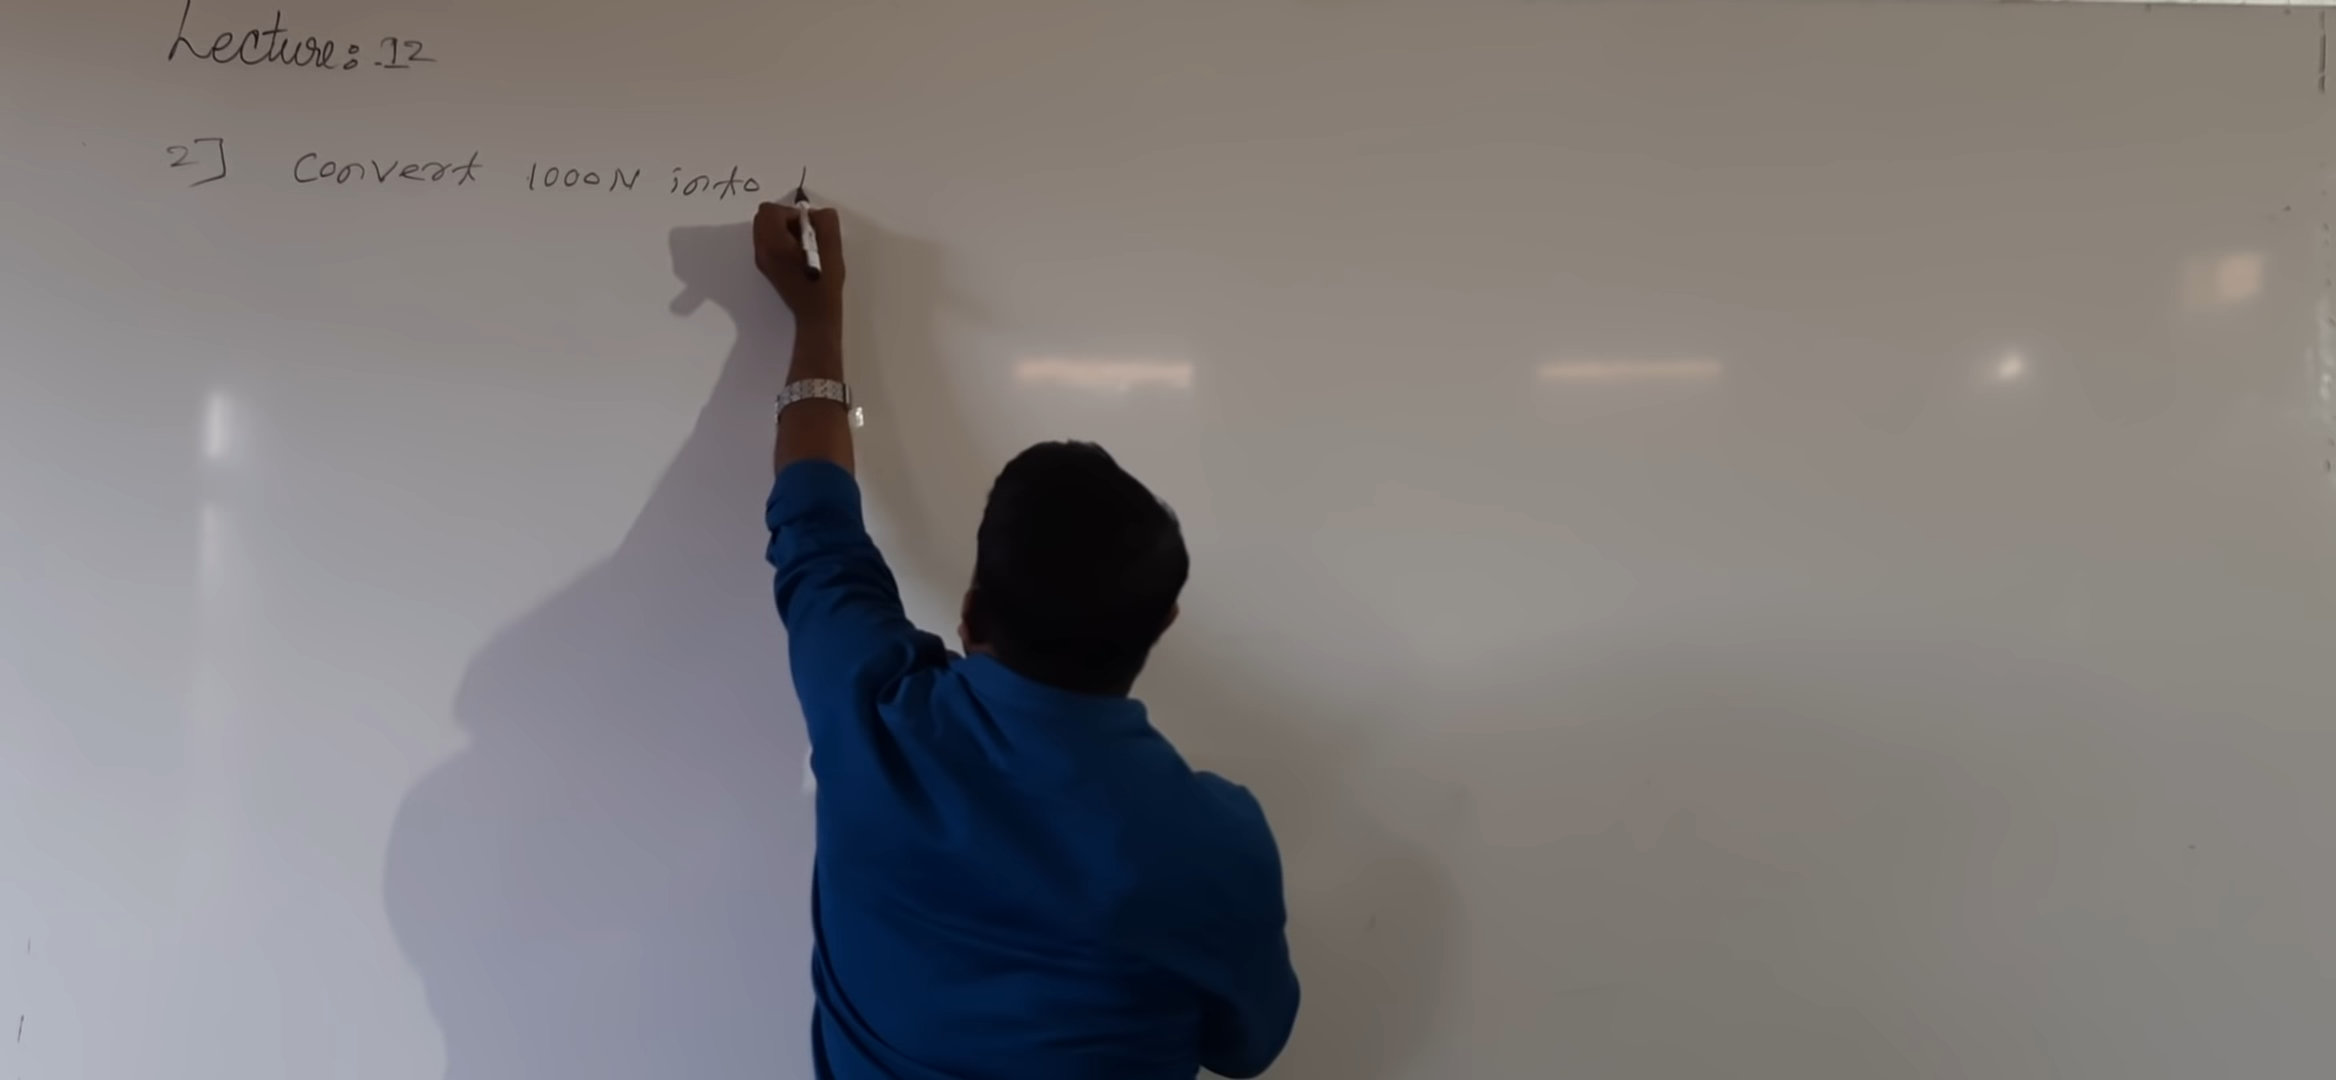 Lecture: 12
2] Convert 1000N into